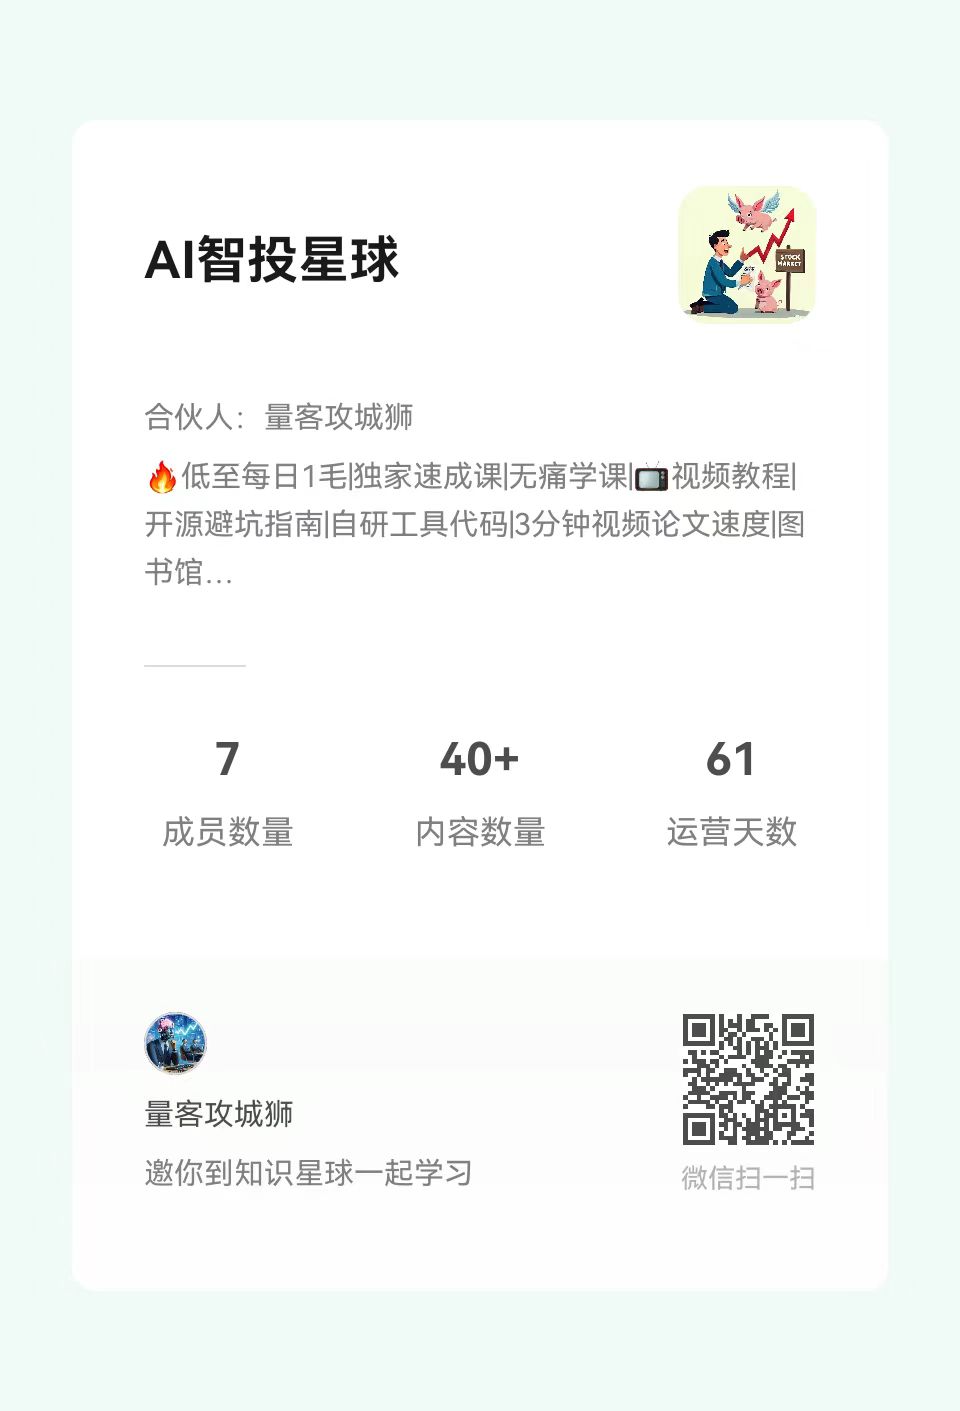 AI智投星球
STOCK
MARKET
合伙人：量客攻城狮
🔥低至每日1毛|独家速成课|无痛学课|📺视频教程|
开源避坑指南|自研工具代码|3分钟视频论文速度|图
书馆…
7
40+
61
成员数量
内容数量
运营天数
量客攻城狮
邀你到知识星球一起学习
微信扫一扫